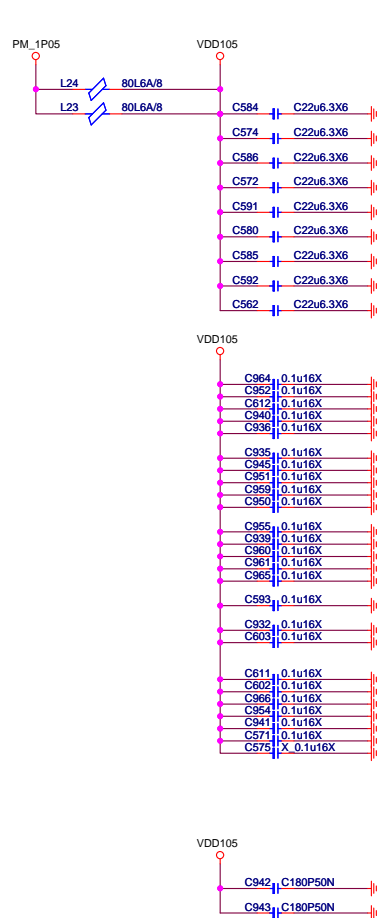 PM_1P05 VDD105
L24 80L6A/8
L23 80L6A/8
C584 C22u6.3X6
C574 C22u6.3X6
C586 C22u6.3X6
C572 C22u6.3X6
C591 C22u6.3X6
C580 C22u6.3X6
C585 C22u6.3X6
C592 C22u6.3X6
C562 C22u6.3X6
VDD105
C964 0.1u16X
C952 0.1u16X
C612 0.1u16X
C940 0.1u16X
C936 0.1u16X
C935 0.1u16X
C945 0.1u16X
C951 0.1u16X
C959 0.1u16X
C950 0.1u16X
C955 0.1u16X
C939 0.1u16X
C960 0.1u16X
C961 0.1u16X
C965 0.1u16X
C593 0.1u16X
C932 0.1u16X
C603 0.1u16X
C611 0.1u16X
C602 0.1u16X
C966 0.1u16X
C954 0.1u16X
C941 0.1u16X
C571 0.1u16X
C575 X_0.1u16X
VDD105
C942 C180P50N
C943 C180P50N